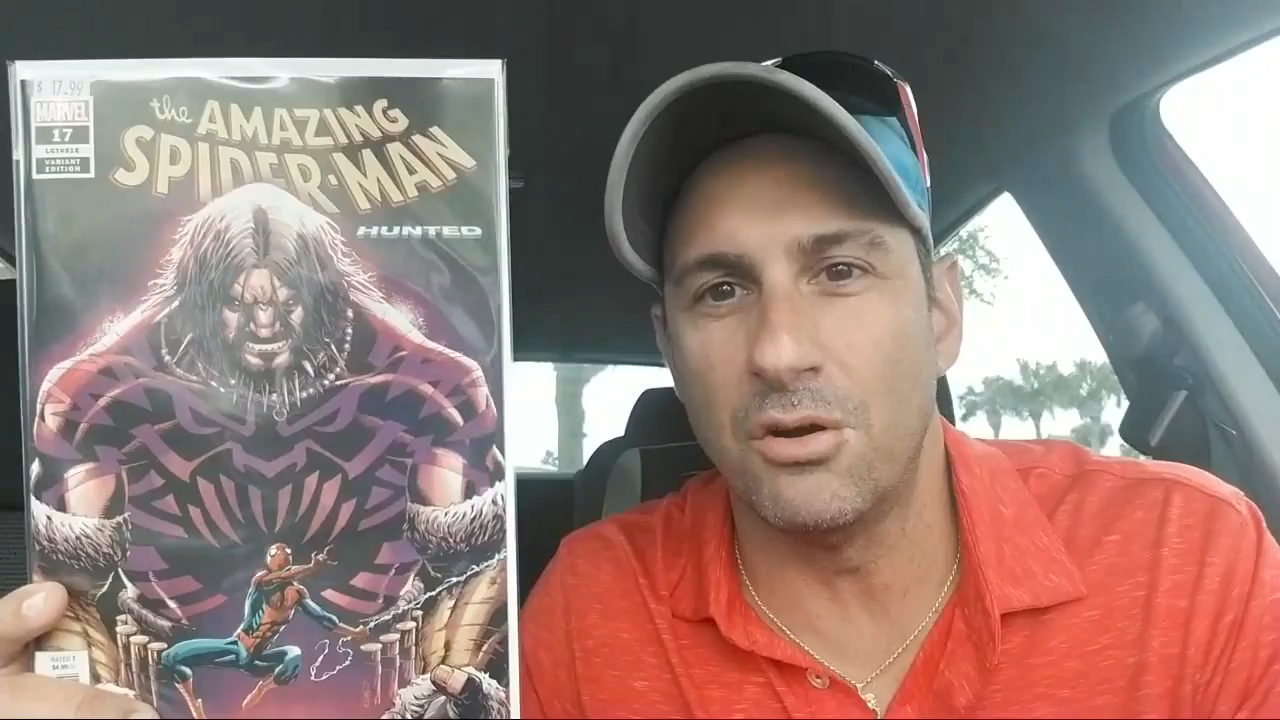 $ 17.99
MARVEL
17
LGY#818
VARIANT
EDITION
the AMAZING
SPIDER-MAN
HUNTED
RATED T
$4.99